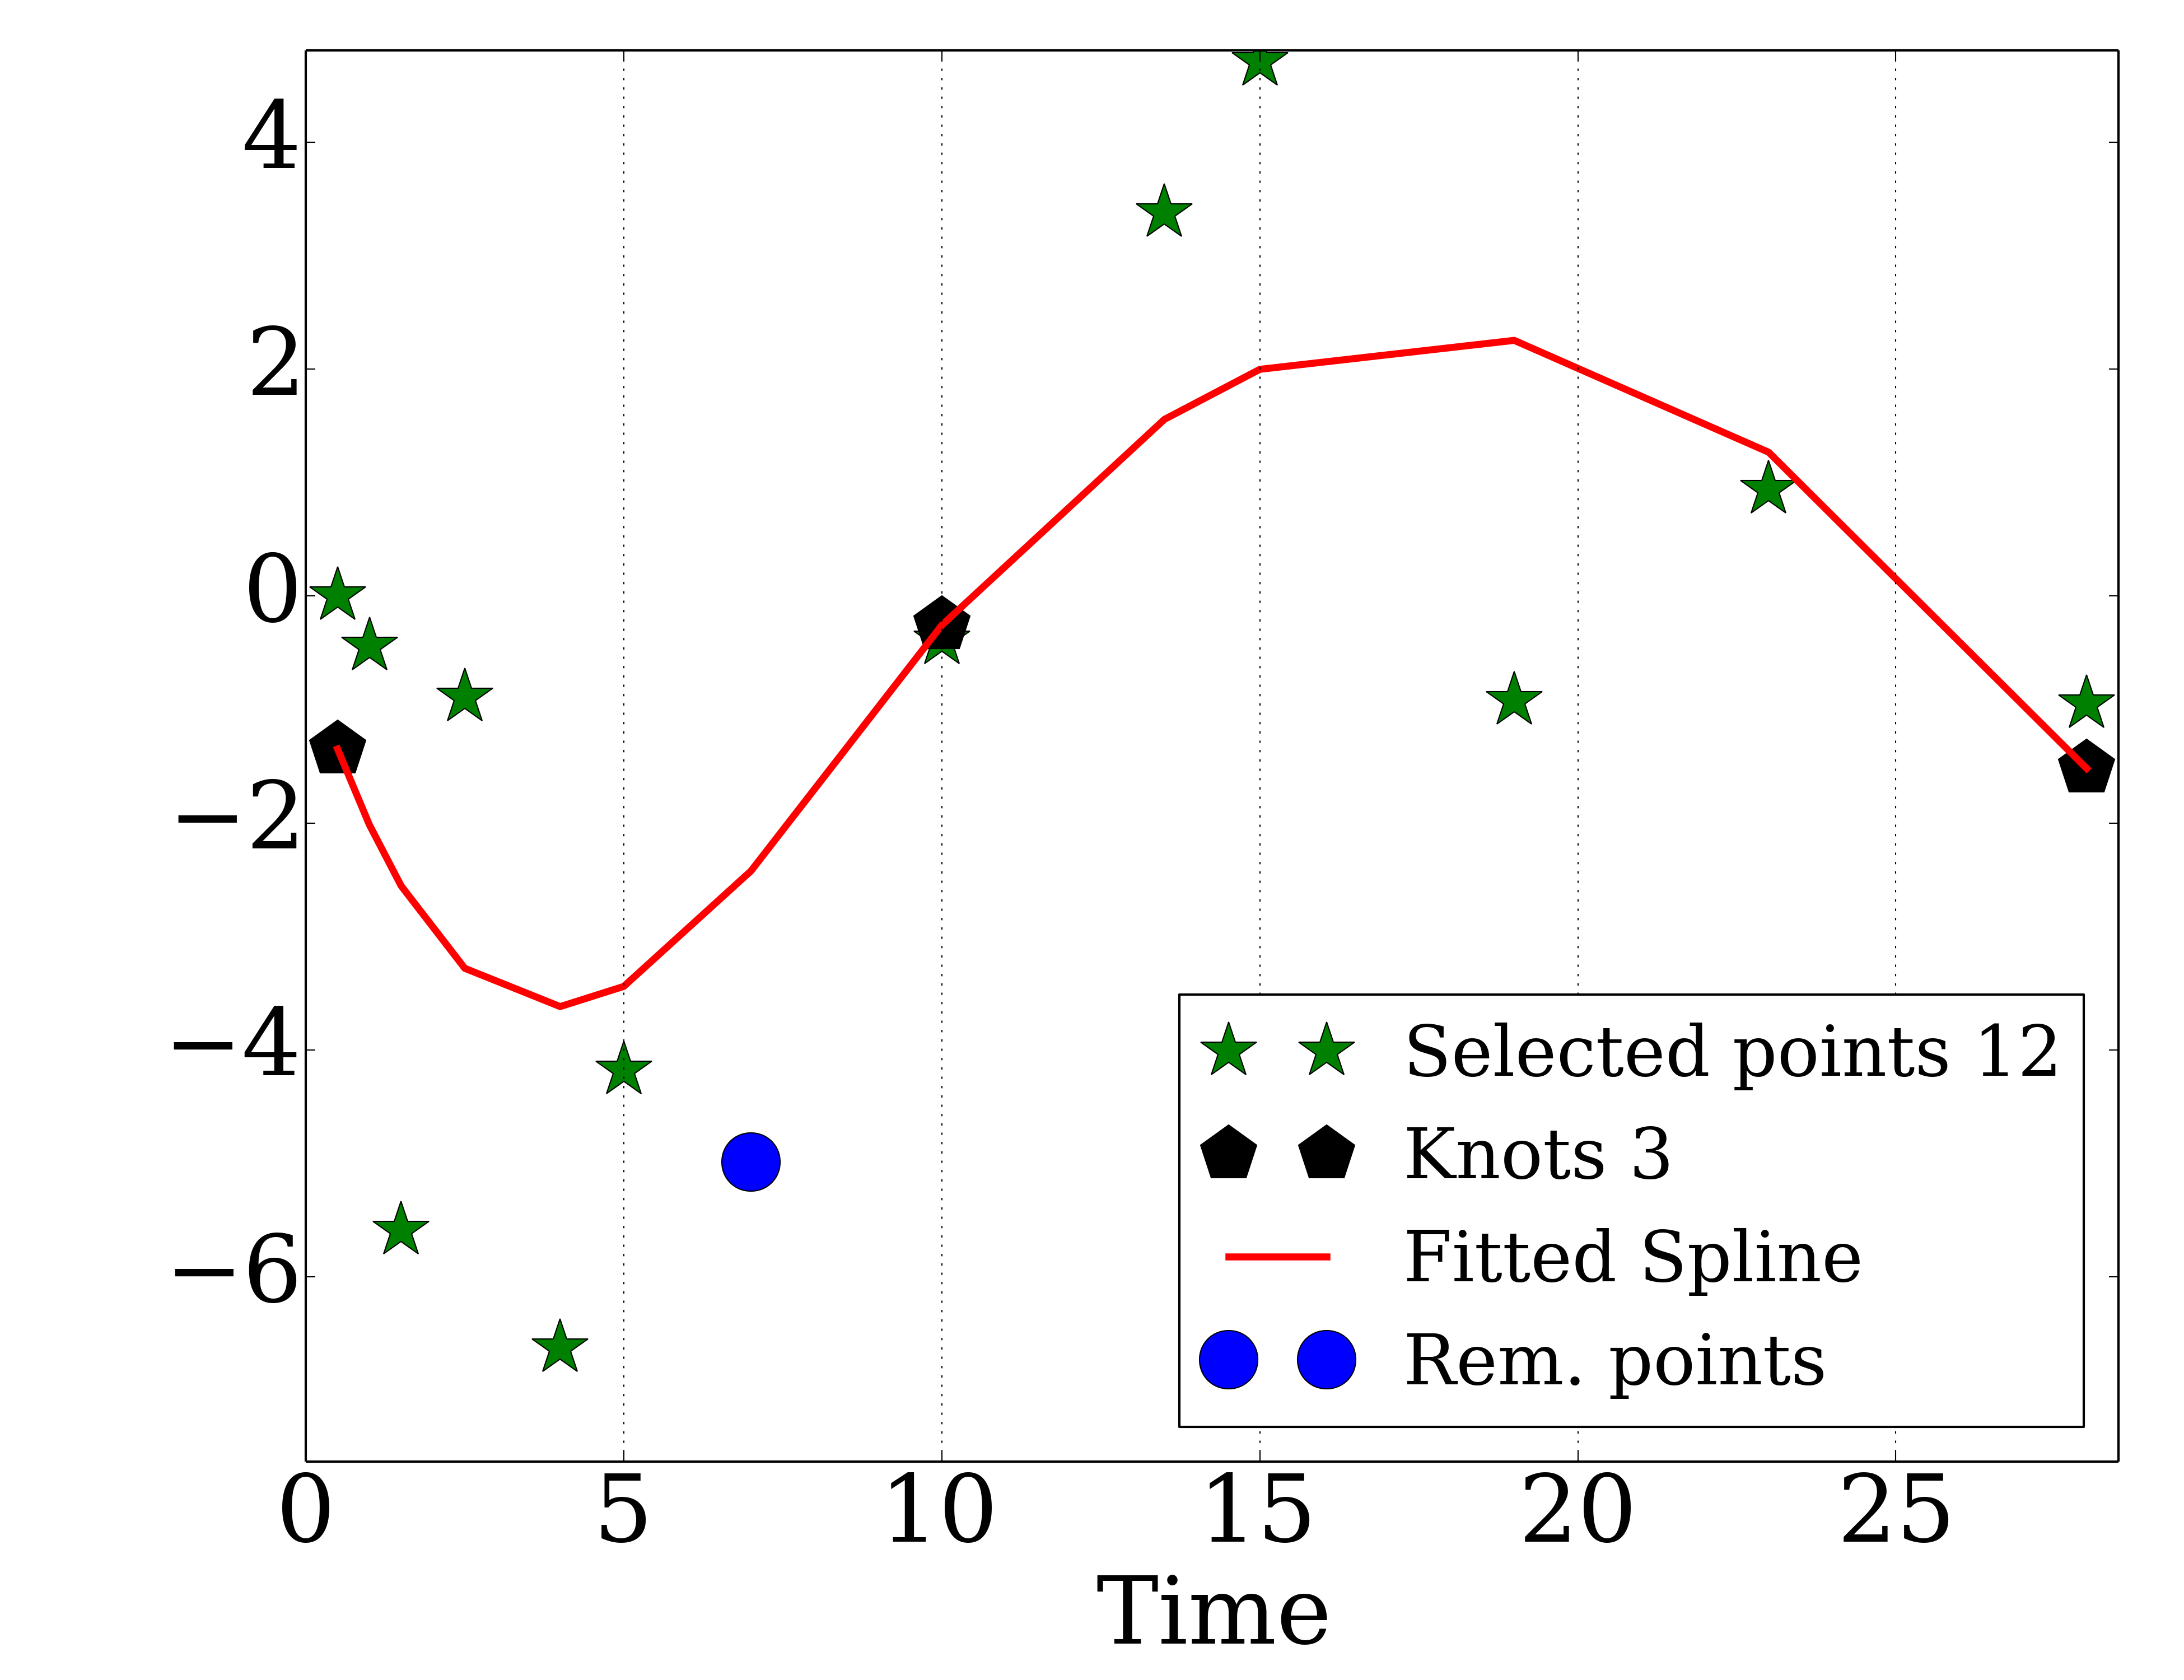 4
2
0
−2
−4
−6
0 5 10 15 20 25
Time
Selected points 12
Knots 3
Fitted Spline
Rem. points